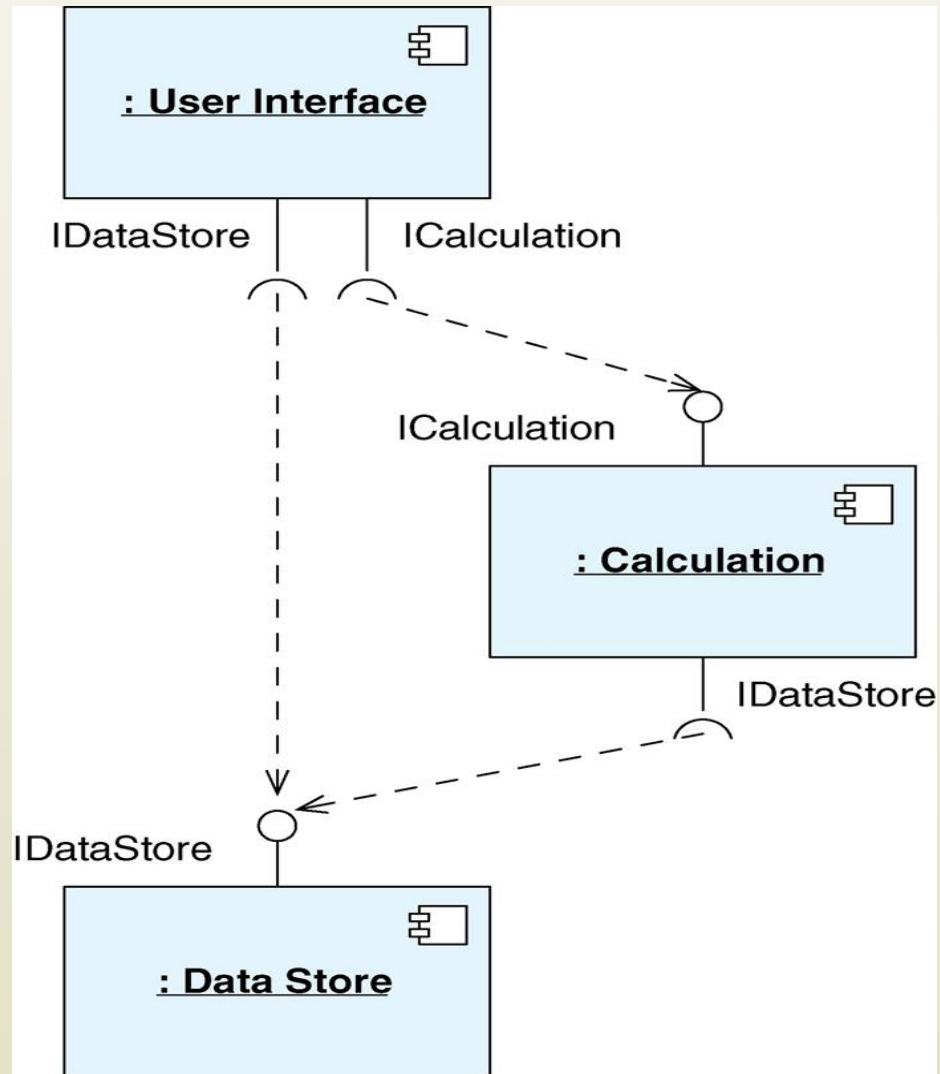 : User Interface
IDataStore
ICalculation
ICalculation
: Calculation
IDataStore
IDataStore
: Data Store